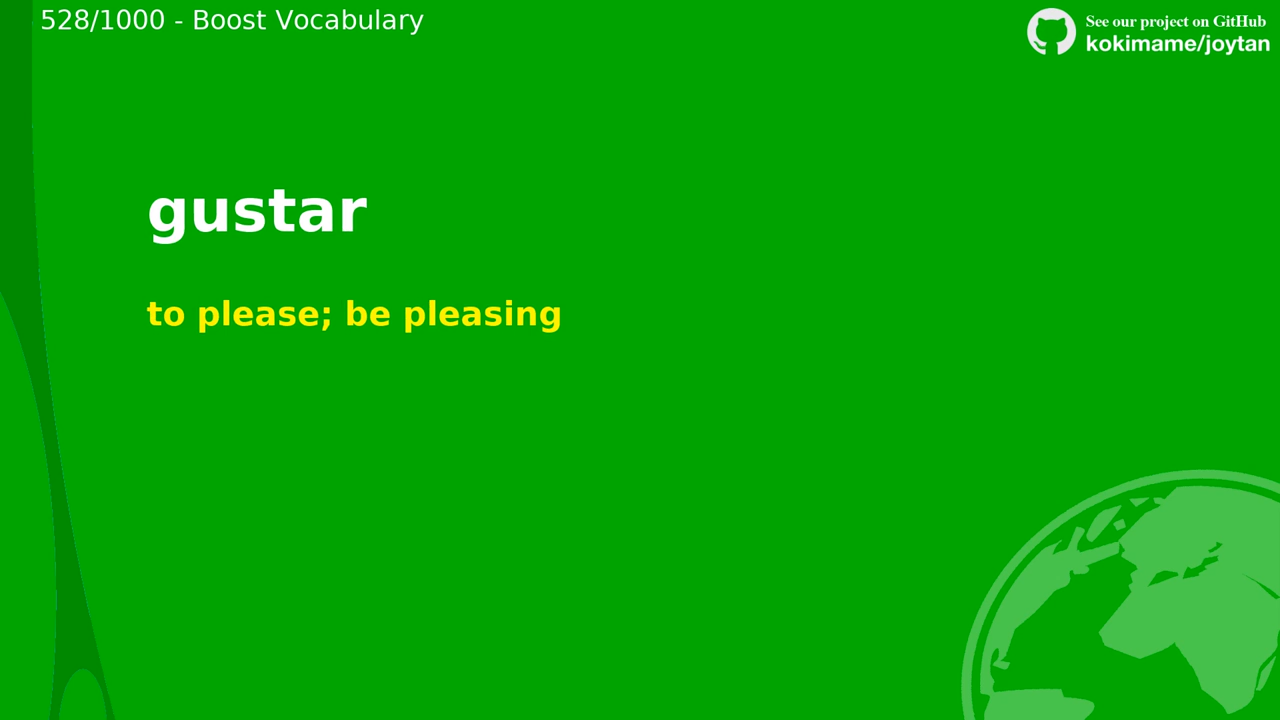 528/1000 - Boost Vocabulary
See our project on GitHub
kokimame/joytan
gustar
to please; be pleasing